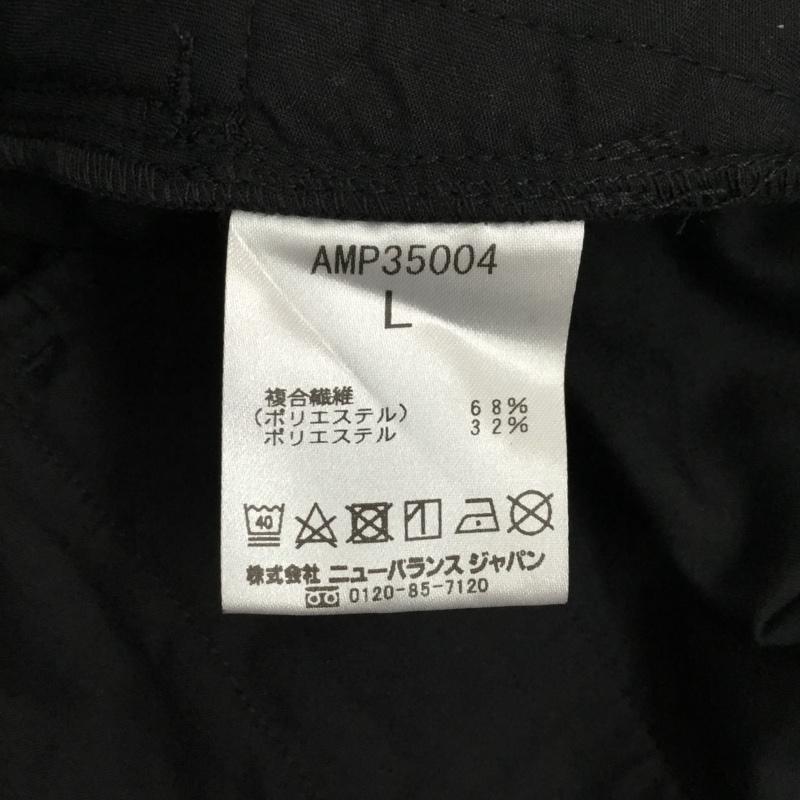 AMP35004
L
複合繊維
(ポリエステル) 68%
ポリエステル 32%
40
株式会社 ニューバランス ジャパン
0120-85-7120